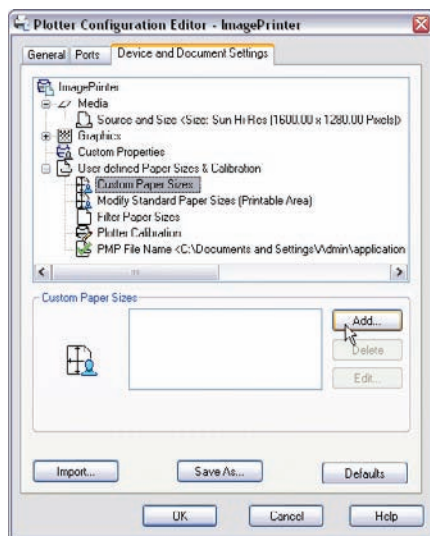 Plotter Configuration Editor - ImagePrinter
General Ports Device and Document Settings
ImagePrinter
Media
Source and Size <Size: Sun Hi-Res (1600.00 x 1280.00 Pixels)>
Graphics
Custom Properties
User defined Paper Sizes & Calibration
Custom Paper Sizes
Modify Standard Paper Sizes (Printable Area)
Filter Paper Sizes
Plotter Calibration
PMP File Name <C:\Documents and Settings\Admin\application
Custom Paper Sizes
Add...
Delete
Edit...
Import... Save As... Defaults
OK Cancel Help